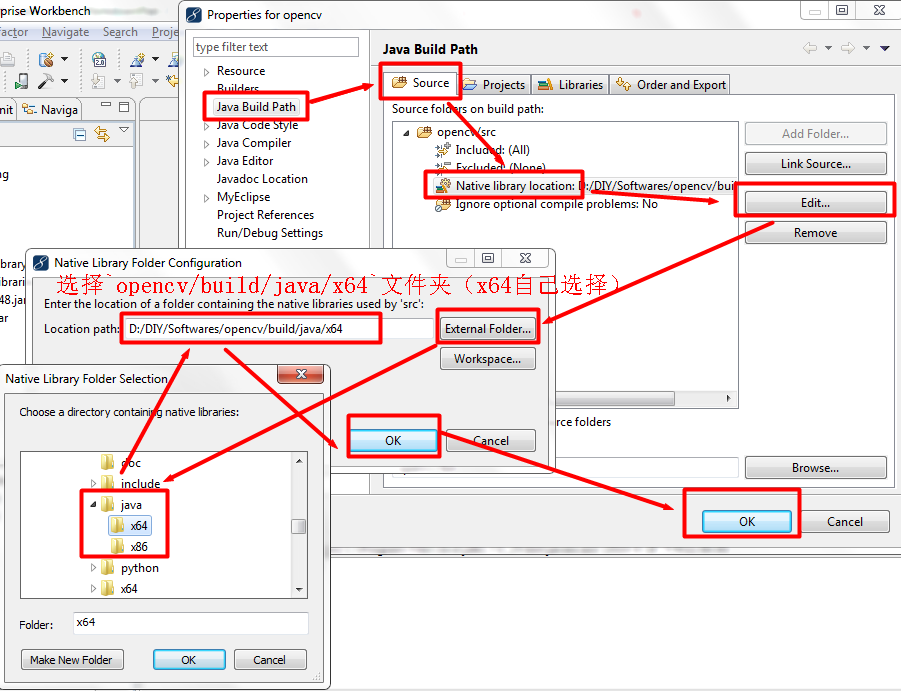 rprise Workbench
factor Navigate Search Proje
nit Naviga
ng
brary
brary
48.jar
ar
Properties for opencv
type filter text
Resource
Builders
Java Build Path
Java Code Style
Java Compiler
Java Editor
Javadoc Location
MyEclipse
Project References
Run/Debug Settings
Java Build Path
Source Projects Libraries Order and Export
Source folders on build path:
opencv/src
Included: (All)
Excluded: (None)
Native library location: D:/DIY/Softwares/opencv/bui
Ignore optional compile problems: No
Add Folder...
Link Source...
Edit...
Remove
rce folders
Browse...
OK Cancel
Native Library Folder Configuration
选择`opencv/build/java/x64`文件夹（x64自己选择）
Enter the location of a folder containing the native libraries used by 'src':
Location path: D:/DIY/Softwares/opencv/build/java/x64 External Folder...
Workspace...
OK Cancel
Native Library Folder Selection
Choose a directory containing native libraries:
doc
include
java
x64
x86
python
x64
Folder: x64
Make New Folder OK Cancel